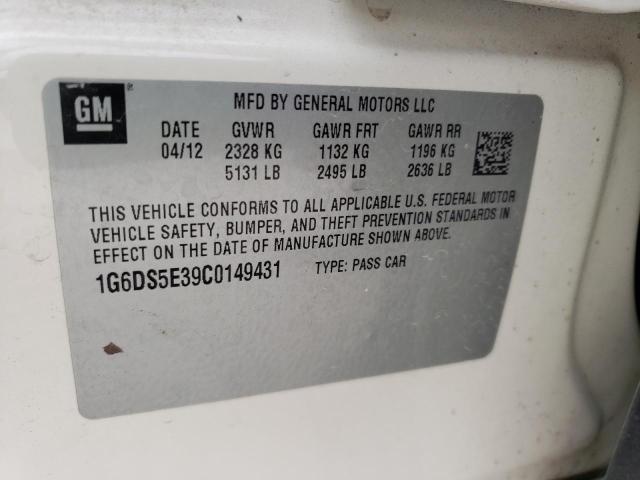 GM ®
MFD BY GENERAL MOTORS LLC
DATE GVWR GAWR FRT GAWR RR
04/12 2328 KG 1132 KG 1196 KG
5131 LB 2495 LB 2636 LB
THIS VEHICLE CONFORMS TO ALL APPLICABLE U.S. FEDERAL MOTOR
VEHICLE SAFETY, BUMPER, AND THEFT PREVENTION STANDARDS IN
EFFECT ON THE DATE OF MANUFACTURE SHOWN ABOVE.
1G6DS5E39C0149431 TYPE: PASS CAR